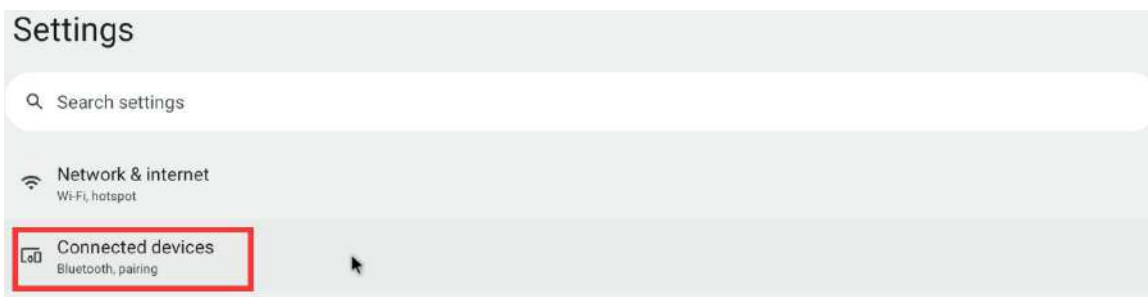 Settings
Search settings
Network & internet
Wi-Fi, hotspot
Connected devices
Bluetooth, pairing